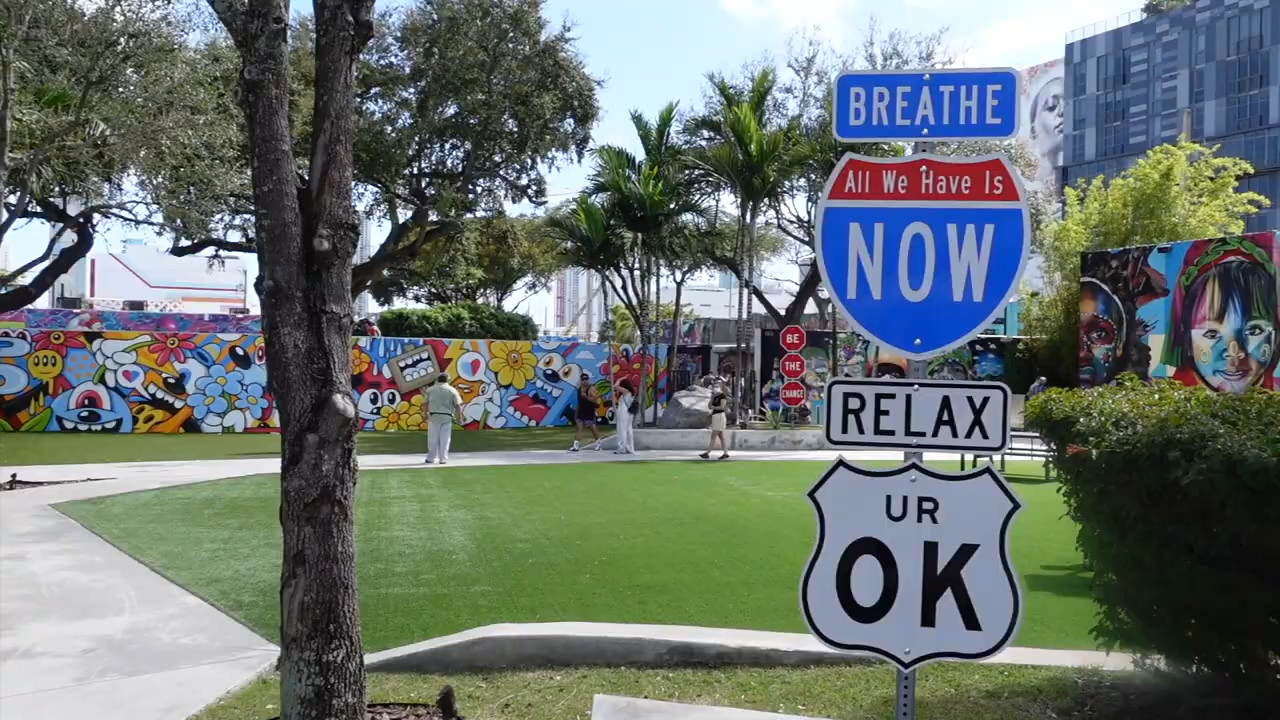 BREATHE
All We Have Is
NOW
RELAX
UR
OK
BE
THE
CHANGE